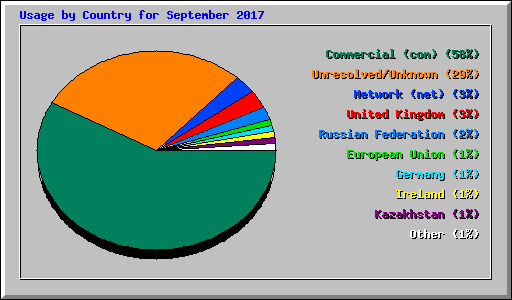 Usage by Country for September 2017
Commercial (com) (58%)
Unresolved/Unknown (29%)
Network (net) (3%)
United Kingdom (3%)
Russian Federation (2%)
European Union (1%)
Germany (1%)
Ireland (1%)
Kazakhstan (1%)
Other (1%)